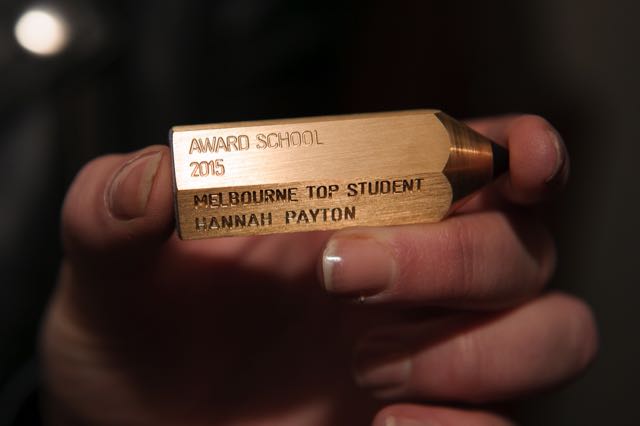 AWARD SCHOOL
2015
MELBOURNE TOP STUDENT
HANNAH PAYTON